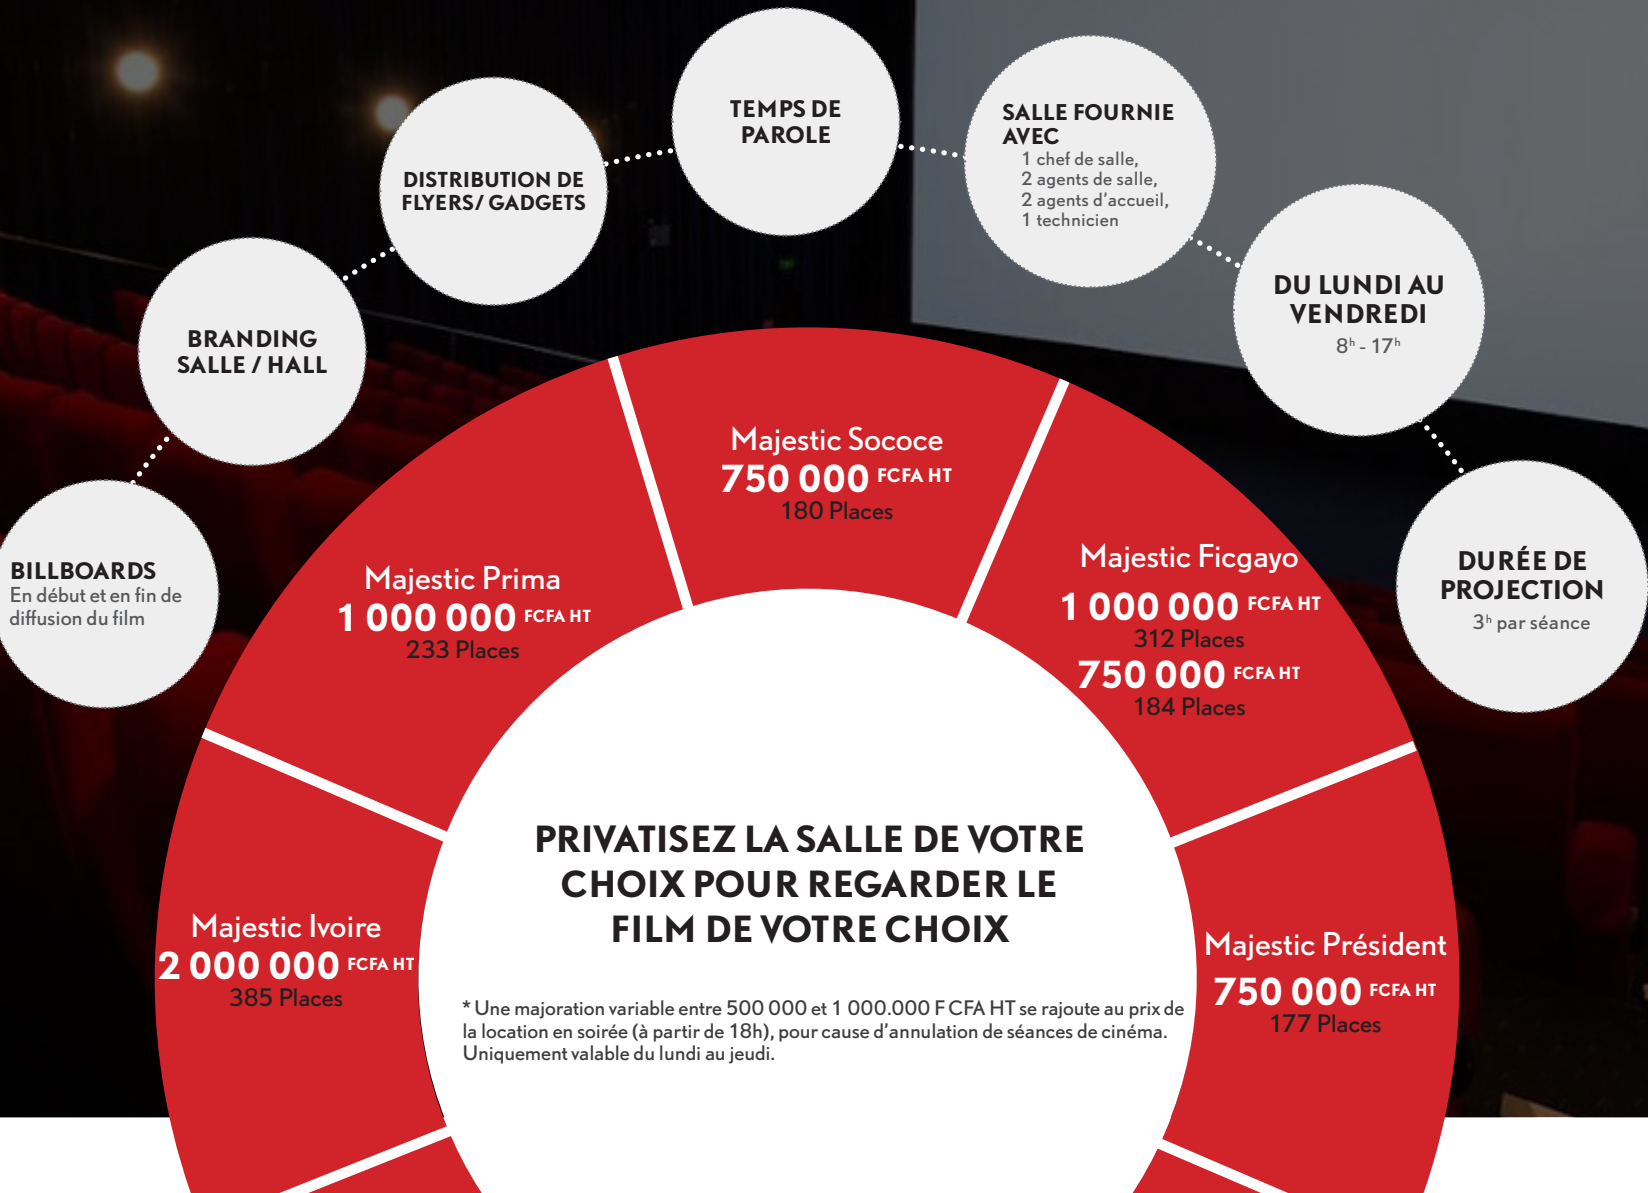 TEMPS DE
PAROLE
SALLE FOURNIE
AVEC
1 chef de salle,
2 agents de salle,
2 agents d’accueil,
1 technicien
DISTRIBUTION DE
FLYERS/ GADGETS
DU LUNDI AU
VENDREDI
8h - 17h
BRANDING
SALLE / HALL
BILLBOARDS
En début et en fin de
diffusion du film
DURÉE DE
PROJECTION
3h par séance
Majestic Ivoire
2 000 000 FCFA HT
385 Places
Majestic Prima
1 000 000 FCFA HT
233 Places
Majestic Sococe
750 000 FCFA HT
180 Places
Majestic Ficgayo
1 000 000 FCFA HT
312 Places
750 000 FCFA HT
184 Places
Majestic Président
750 000 FCFA HT
177 Places
PRIVATISEZ LA SALLE DE VOTRE
CHOIX POUR REGARDER LE
FILM DE VOTRE CHOIX
* Une majoration variable entre 500 000 et 1 000.000 F CFA HT se rajoute au prix de
la location en soirée (à partir de 18h), pour cause d’annulation de séances de cinéma.
Uniquement valable du lundi au jeudi.